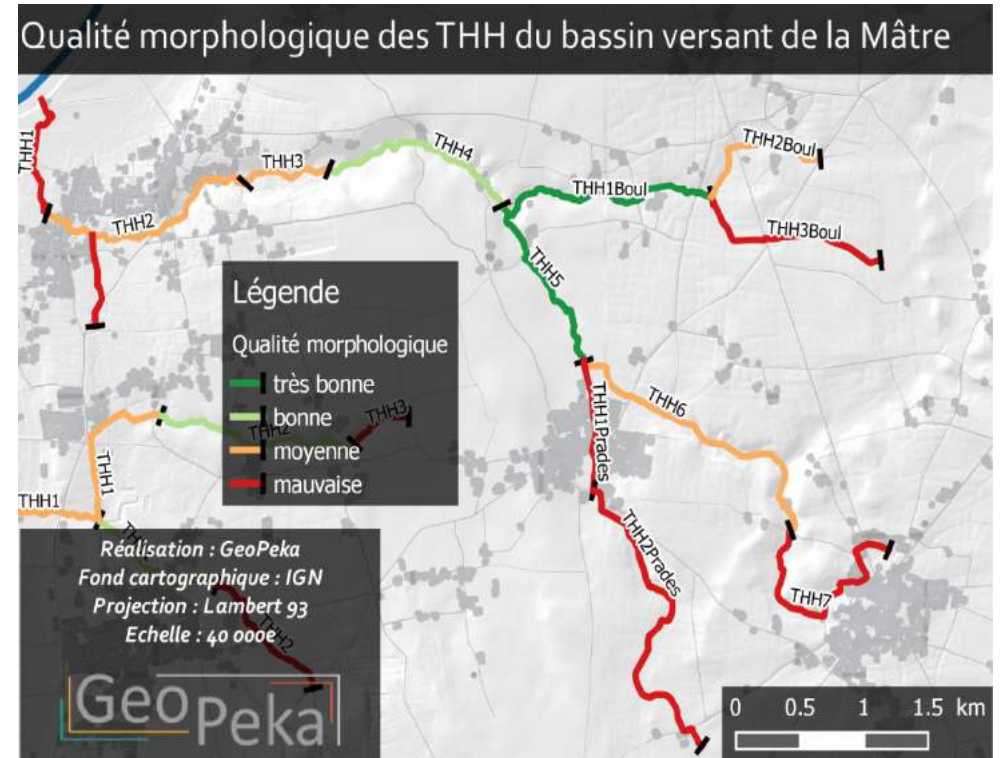 Qualité morphologique des THH du bassin versant de la Mâtre
THH1
THH2
THH3
THH4
THH1Boul
THH2Boul
THH3Boul
THH5
THH6
THH1Prades
THH2Prades
THH7
Légende
Qualité morphologique
très bonne
bonne
moyenne
mauvaise
THH2
THH3
THH1
THH1
THH2
Réalisation : GeoPeka
Fond cartographique : IGN
Projection : Lambert 93
Echelle : 40 000e
GeoPeka
0 0.5 1 1.5 km